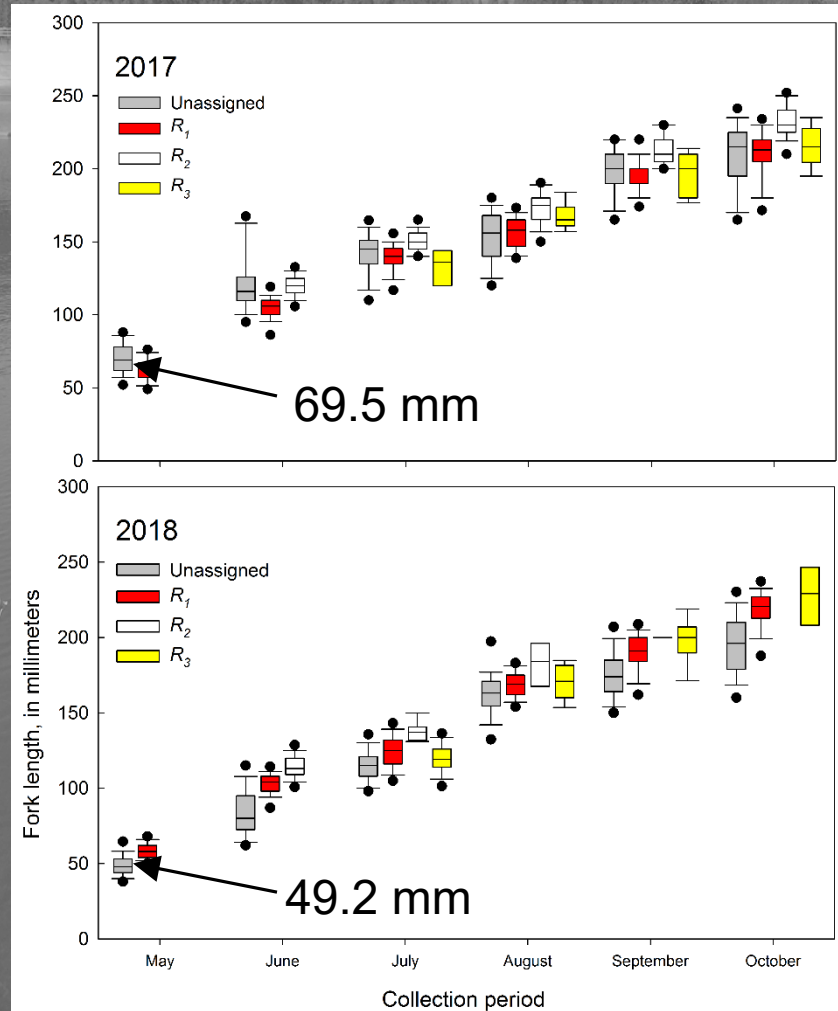 300
2017
Unassigned
R1
R2
R3
250
200
150
100
50
0
69.5 mm
300
2018
Unassigned
R1
R2
R3
250
200
150
100
50
0
49.2 mm
Fork length, in millimeters
May June July August September October
Collection period